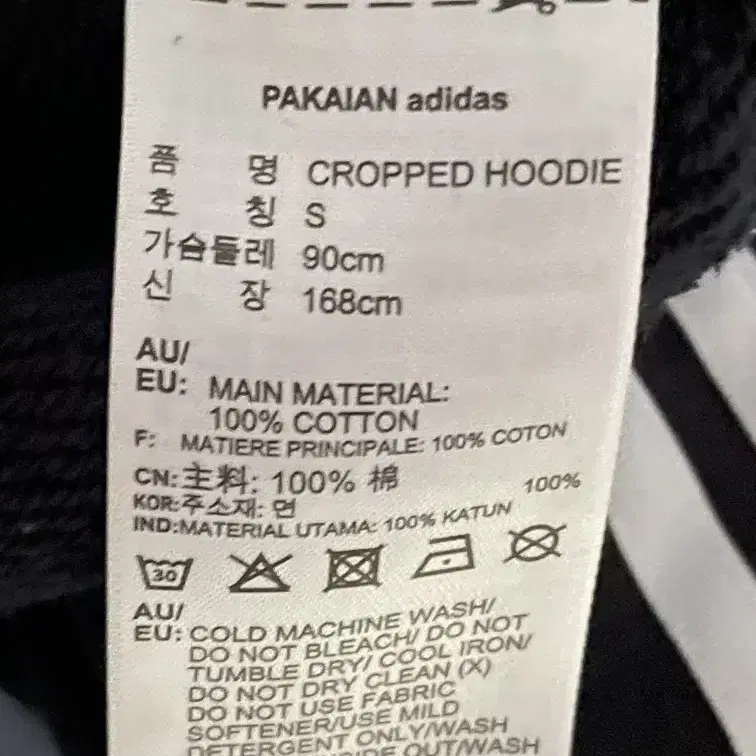 PAKAIAN adidas
품 명 CROPPED HOODIE
호 칭 S
가슴둘레 90cm
신 장 168cm
AU/
EU: MAIN MATERIAL:
100% COTTON
F: MATIERE PRINCIPALE: 100% COTON
CN:主料: 100% 棉
KOR:주소재: 면 100%
IND:MATERIAL UTAMA: 100% KATUN
30
AU/
EU: COLD MACHINE WASH/
DO NOT BLEACH/ DO NOT
TUMBLE DRY/ COOL IRON/
DO NOT DRY CLEAN (X)
DO NOT USE FABRIC
SOFTENER/USE MILD
DETERGENT ONLY/WASH
OUT/WASH